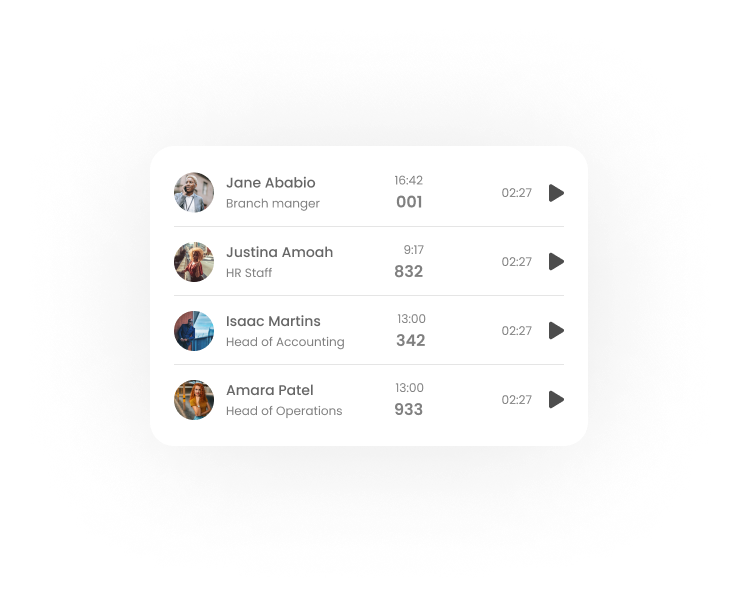 Jane Ababio
Branch manger
16:42
001
02:27
Justina Amoah
HR Staff
9:17
832
02:27
Isaac Martins
Head of Accounting
13:00
342
02:27
Amara Patel
Head of Operations
13:00
933
02:27